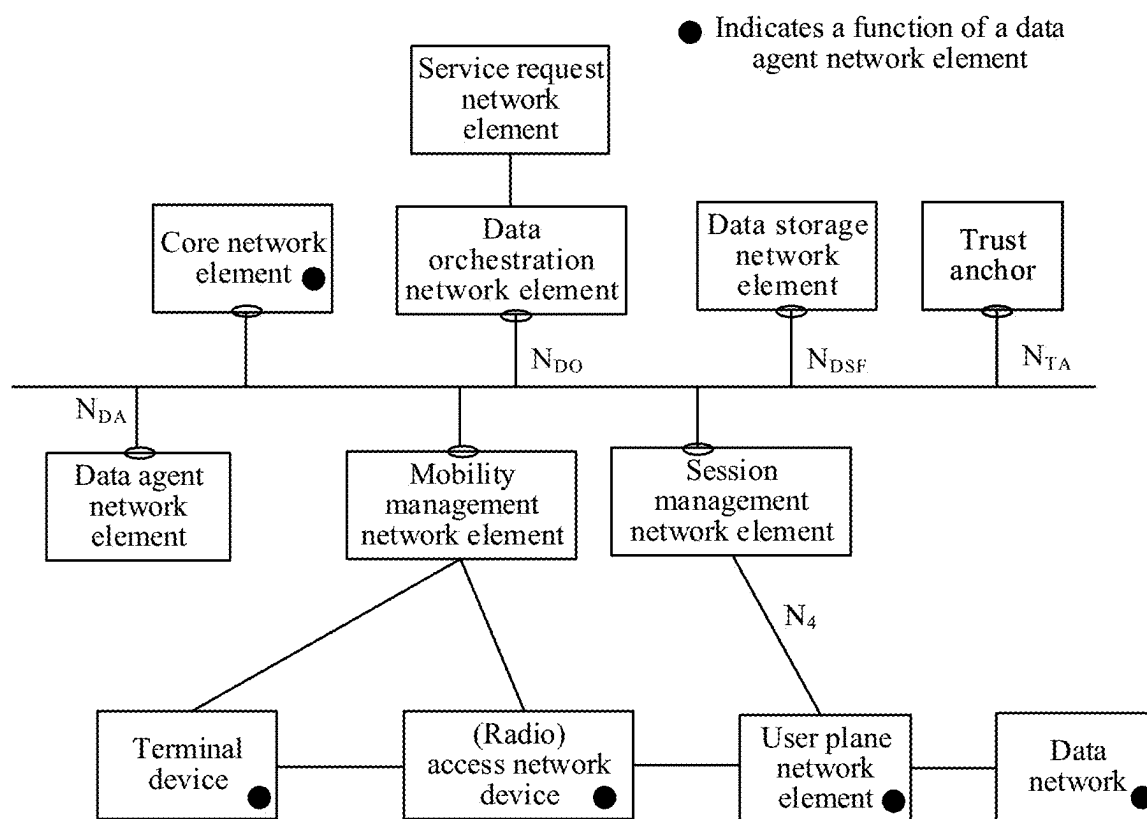 Indicates a function of a data
agent network element
Service request
network
element
Core network
element
Data
orchestration
network element
Data storage
network
element
Trust
anchor
N_DO
N_DSF
N_TA
N_DA
Data agent
network
element
Mobility
management
network element
Session
management
network element
N_4
Terminal
device
(Radio)
access network
device
User plane
network
element
Data
network